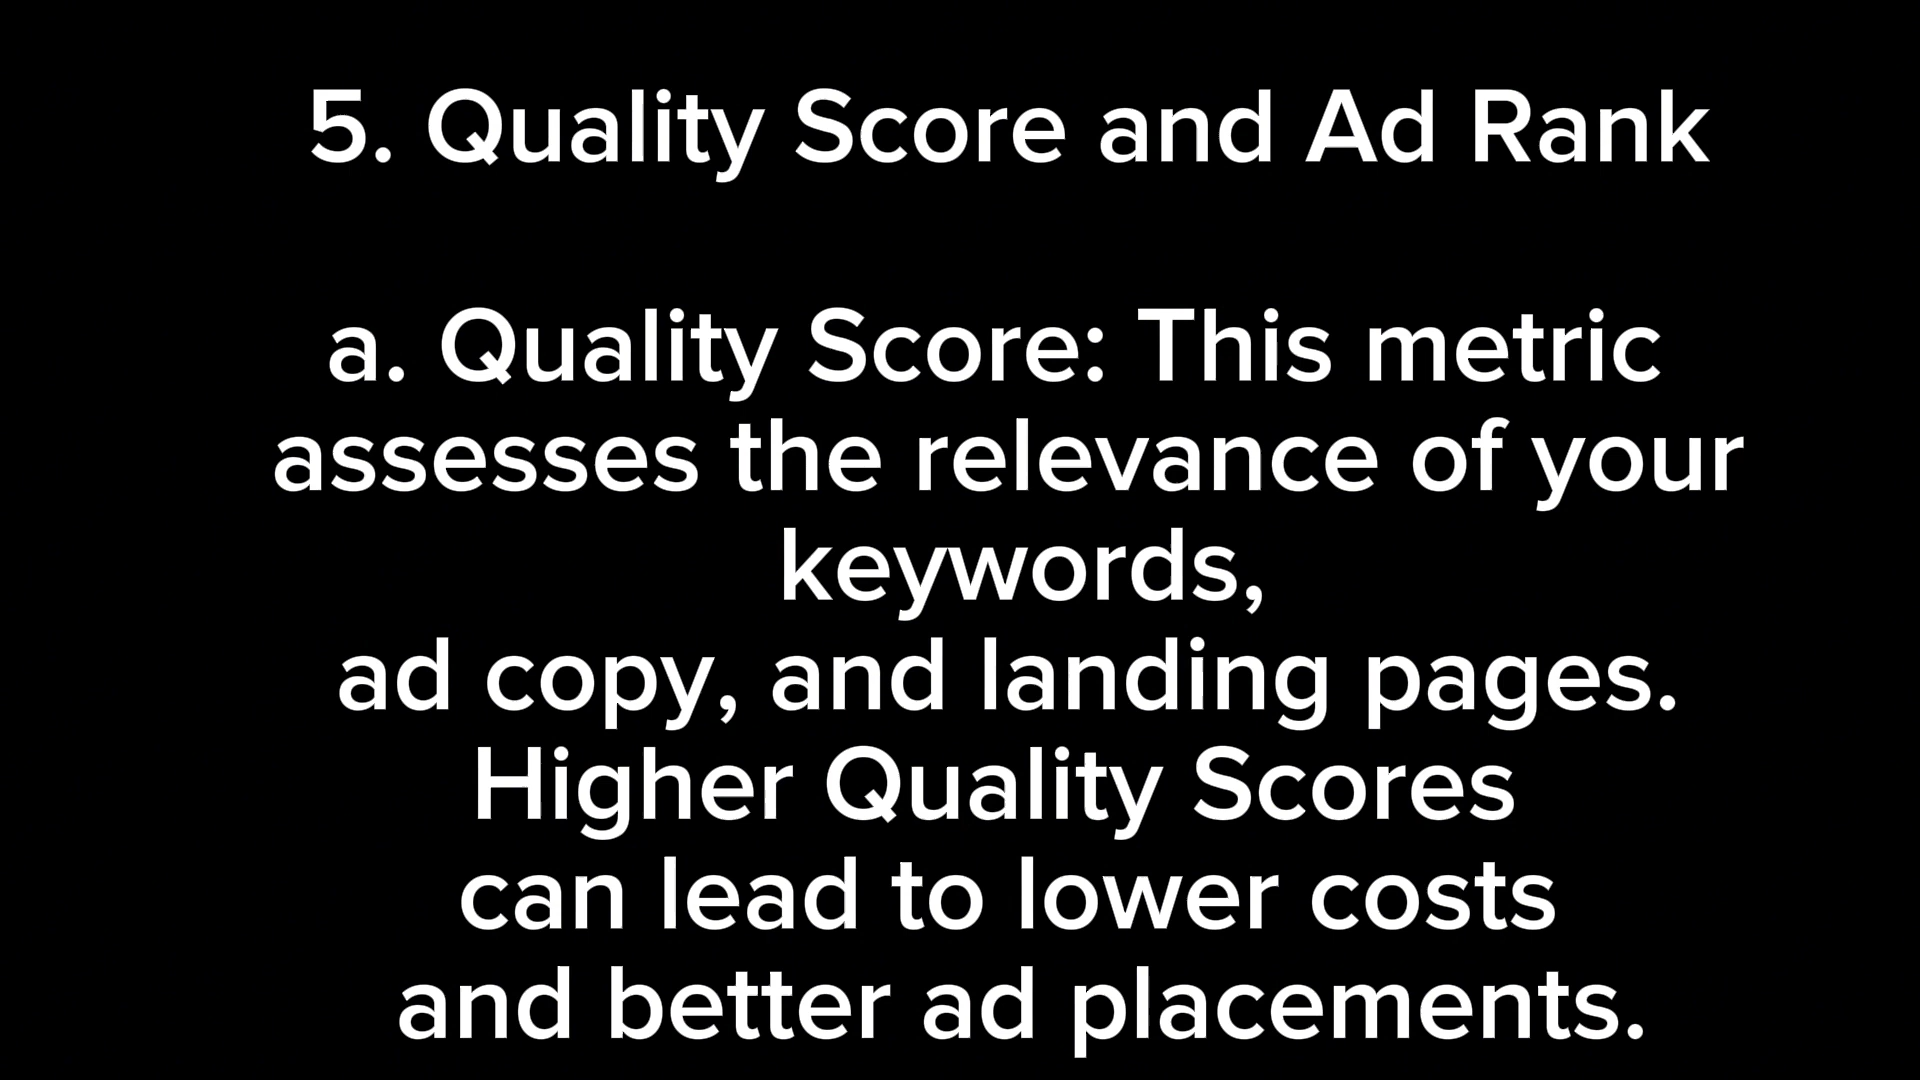 5. Quality Score and Ad Rank
a. Quality Score: This metric
assesses the relevance of your
keywords,
ad copy, and landing pages.
Higher Quality Scores
can lead to lower costs
and better ad placements.